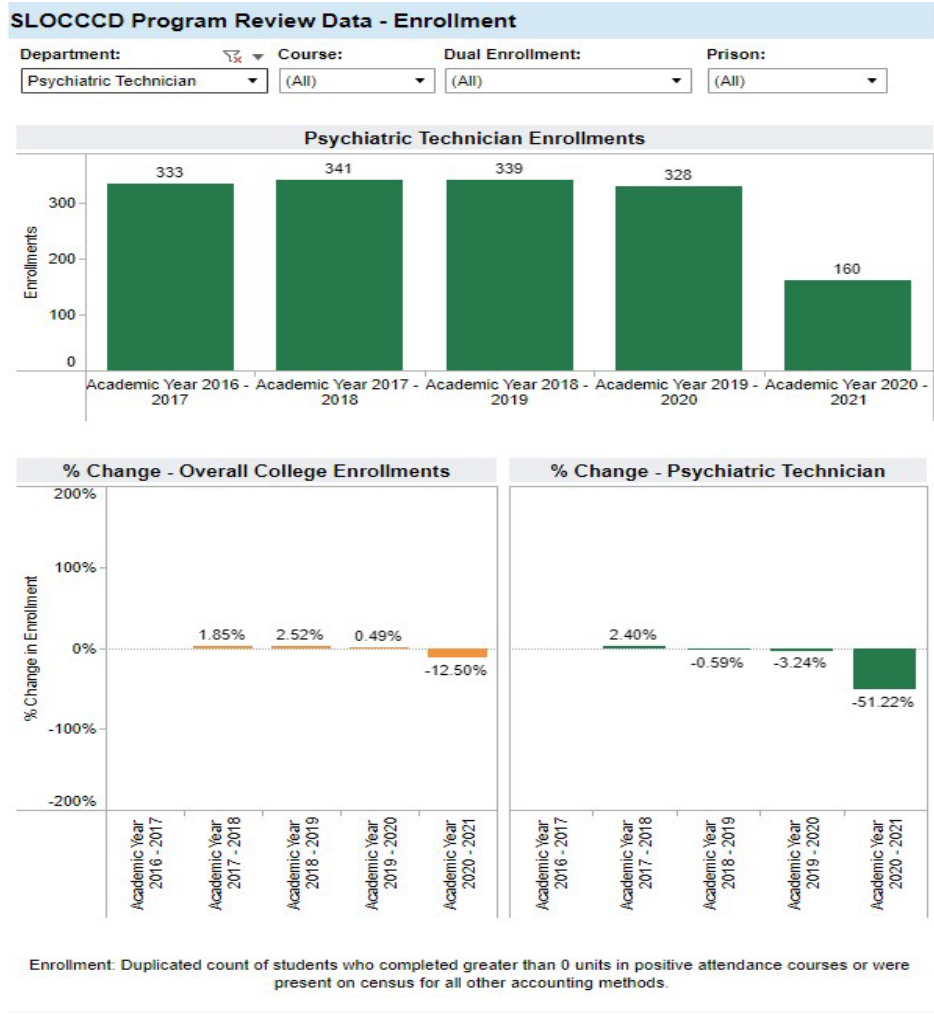 SLOCCCD Program Review Data - Enrollment
Department: Course: Dual Enrollment: Prison:
Psychiatric Technician (All) (All) (All)
Psychiatric Technician Enrollments
333 341 339 328 160
300
200
100
0
Enrollments
Academic Year 2016 - Academic Year 2017 - Academic Year 2018 - Academic Year 2019 - Academic Year 2020 -
2017 2018 2019 2020 2021
% Change - Overall College Enrollments
200%
100%
0%
-100%
-200%
% Change in Enrollment
1.85% 2.52% 0.49% -12.50%
Academic Year
2016 - 2017
Academic Year
2017 - 2018
Academic Year
2018 - 2019
Academic Year
2019 - 2020
Academic Year
2020 - 2021
% Change - Psychiatric Technician
2.40% -0.59% -3.24% -51.22%
Academic Year
2016 - 2017
Academic Year
2017 - 2018
Academic Year
2018 - 2019
Academic Year
2019 - 2020
Academic Year
2020 - 2021
Enrollment: Duplicated count of students who completed greater than 0 units in positive attendance courses or were
present on census for all other accounting methods.